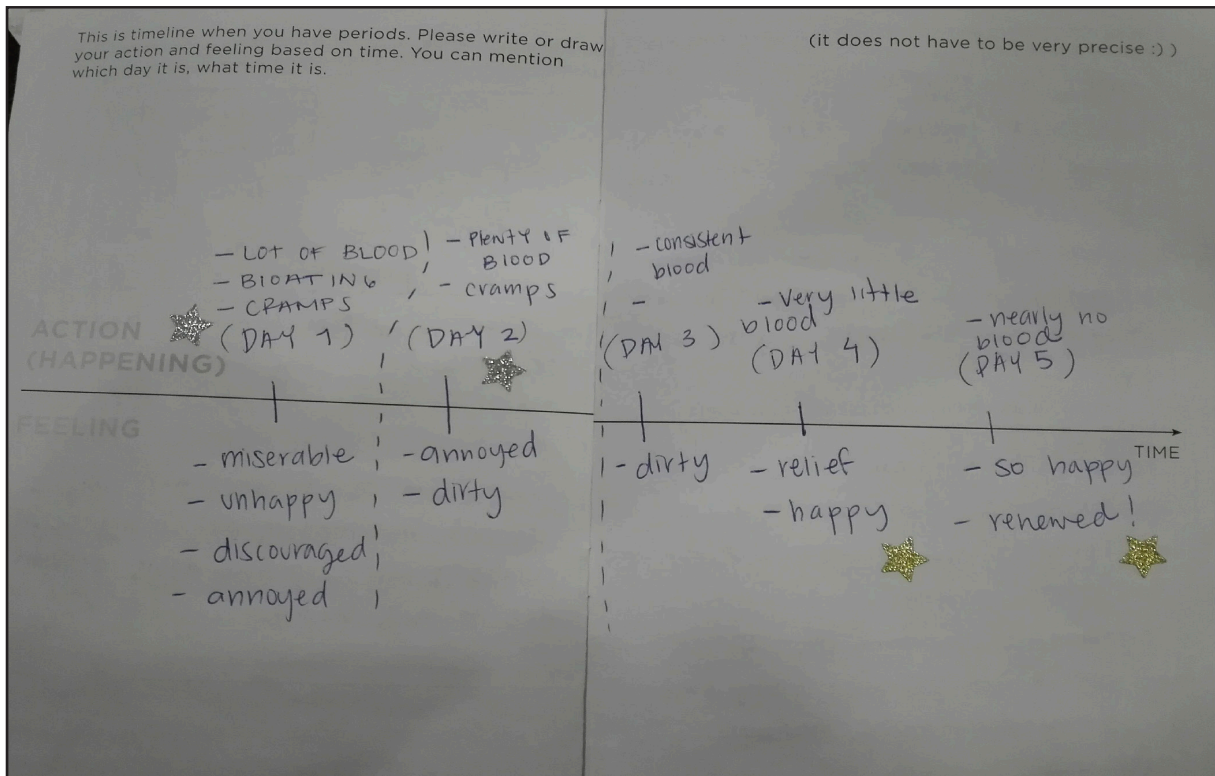 This is timeline when you have periods. Please write or draw
your action and feeling based on time. You can mention
which day it is, what time it is.
(it does not have to be very precise :) )
- LOT OF BLOOD
- BLOATING
- CRAMPS
(DAY 1)
- PLENTY OF
BLOOD
- cramps
(DAY 2)
- consistent
blood
-
(DAY 3)
- very little
blood
(DAY 4)
- nearly no
blood
(DAY 5)
ACTION
(HAPPENING)
FEELING
TIME
- miserable
- unhappy
- discouraged
- annoyed
- annoyed
- dirty
- dirty
- relief
- happy
- so happy
- renewed!